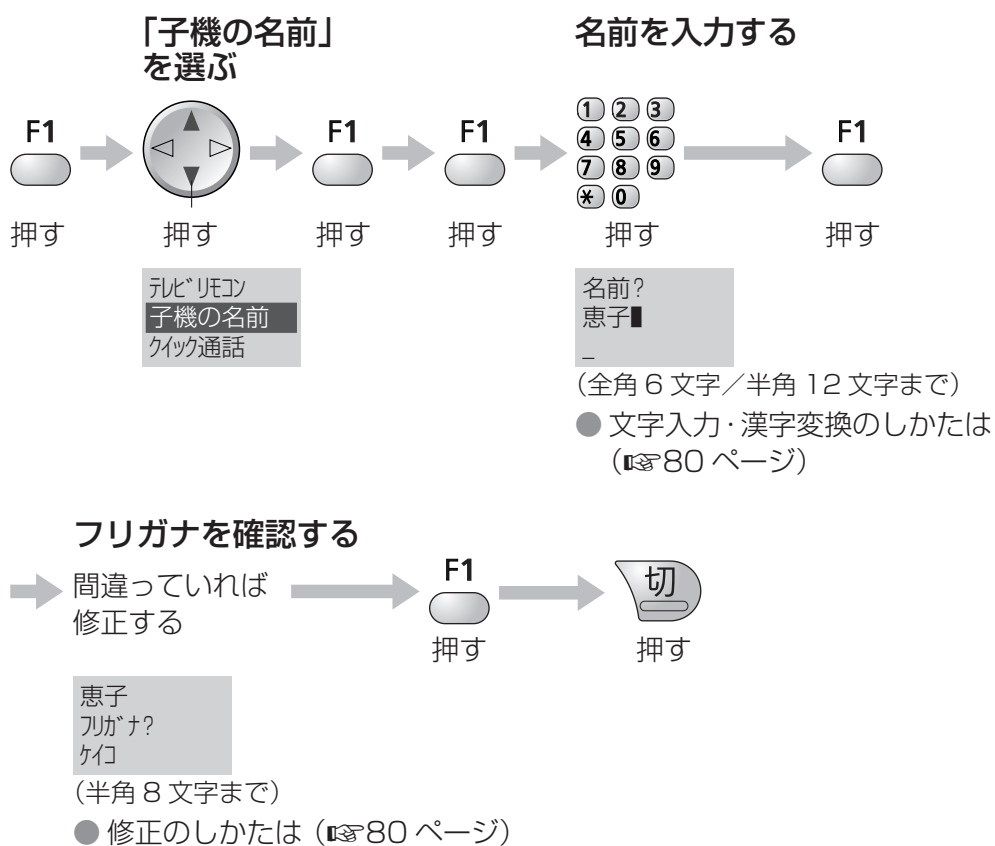 「子機の名前」
を選ぶ
名前を入力する
F1
F1
F1
1 2 3
4 5 6
7 8 9
* 0
F1
押す
押す
押す
押す
押す
押す
ﾃﾚﾋﾞﾘﾓｺﾝ
子機の名前
ｸｲｯｸ通話
名前?
恵子
_
(全角 6 文字/半角 12 文字まで)
● 文字入力・漢字変換のしかたは
(☞80 ページ)
フリガナを確認する
間違っていれば
修正する
F1
切
押す
押す
恵子
ﾌﾘｶﾞﾅ?
ｹｲｺ
(半角 8 文字まで)
● 修正のしかたは (☞80 ページ)